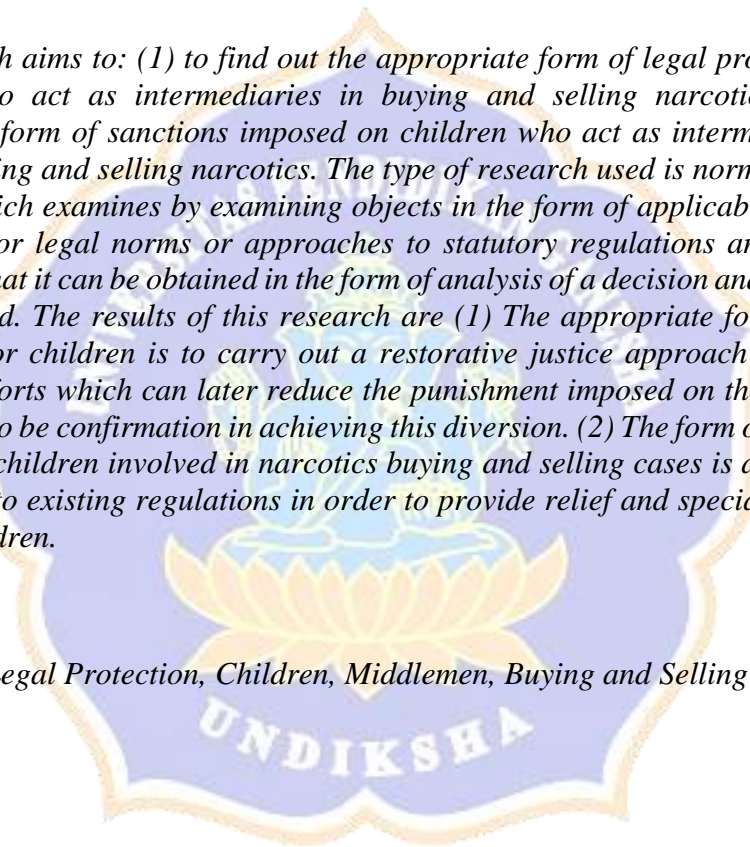 h aims to: (1) to find out the appropriate form of legal pro
o act as intermediaries in buying and selling narcotic
form of sanctions imposed on children who act as interm
ing and selling narcotics. The type of research used is norm
ich examines by examining objects in the form of applicab
or legal norms or approaches to statutory regulations an
hat it can be obtained in the form of analysis of a decision and
d. The results of this research are (1) The appropriate fo
or children is to carry out a restorative justice approach
forts which can later reduce the punishment imposed on th
o be confirmation in achieving this diversion. (2) The form o
children involved in narcotics buying and selling cases is a
to existing regulations in order to provide relief and specia
dren.
egal Protection, Children, Middlemen, Buying and Selling
UNIVERSITAS PENDIDIKAN GANESHA
UNDIKSHA